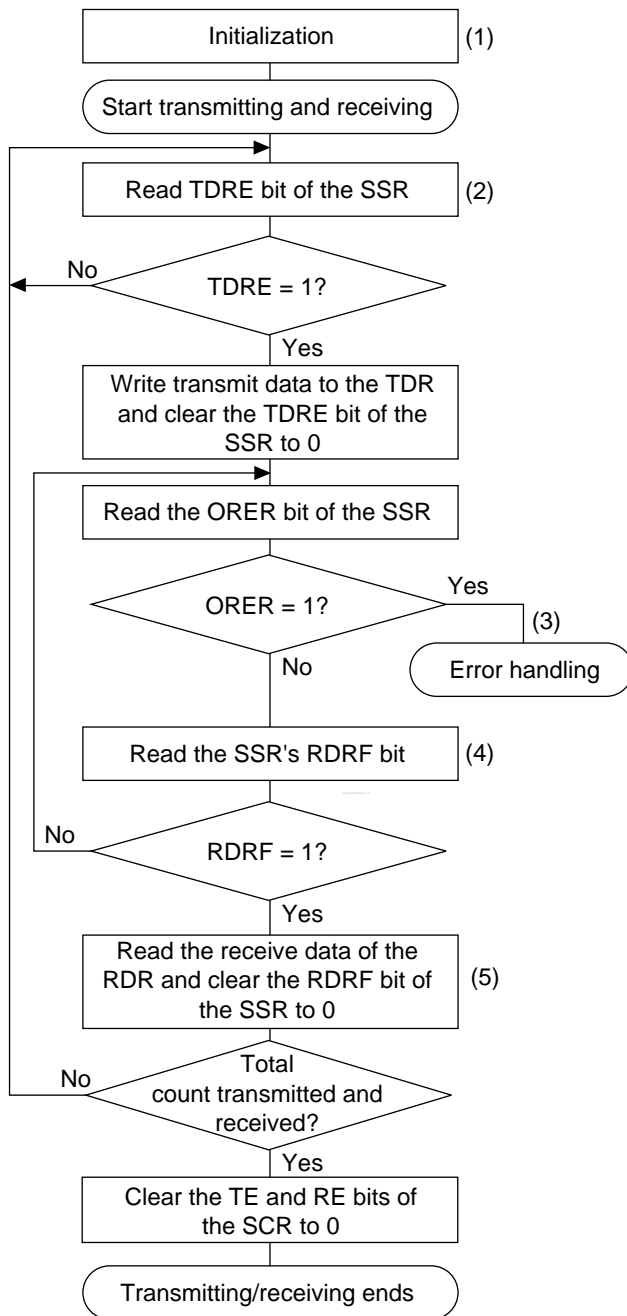 Initialization
(1)
Start transmitting and receiving
Read TDRE bit of the SSR
(2)
No
TDRE = 1?
Yes
Write transmit data to the TDR
and clear the TDRE bit of the
SSR to 0
Read the ORER bit of the SSR
Yes
ORER = 1?
(3)
No
Error handling
Read the SSR's RDRF bit
(4)
No
RDRF = 1?
Yes
Read the receive data of the
RDR and clear the RDRF bit of
the SSR to 0
(5)
Total
No
count transmitted and
received?
Yes
Clear the TE and RE bits of
the SCR to 0
Transmitting/receiving ends